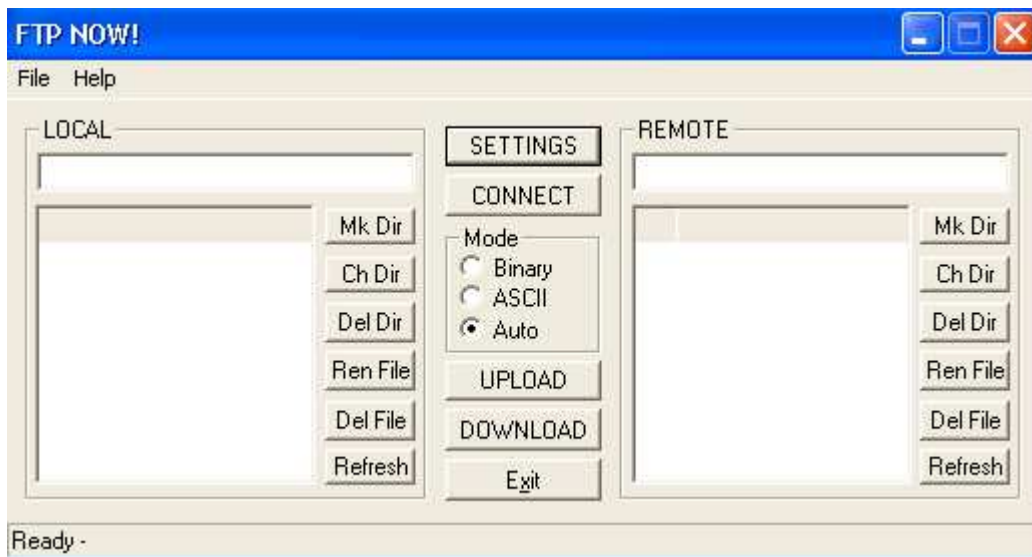 FTP NOW!
File Help
LOCAL
Mk Dir
Ch Dir
Del Dir
Ren File
Del File
Refresh
SETTINGS
CONNECT
Mode
Binary
ASCII
Auto
UPLOAD
DOWNLOAD
Exit
REMOTE
Mk Dir
Ch Dir
Del Dir
Ren File
Del File
Refresh
Ready -